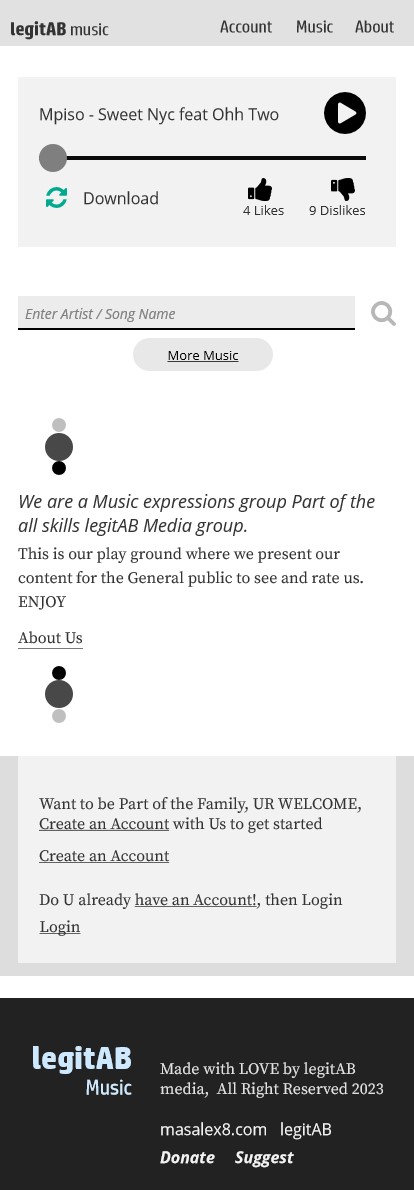 legitAB music
Account Music About
Mpiso - Sweet Nyc feat Ohh Two
Download
4 Likes 9 Dislikes
Enter Artist / Song Name
More Music
We are a Music expressions group Part of the
all skills legitAB Media group.
This is our play ground where we present our
content for the General public to see and rate us.
ENJOY
About Us
Want to be Part of the Family, UR WELCOME,
Create an Account with Us to get started
Create an Account
Do U already have an Account!, then Login
Login
legitAB
Music
Made with LOVE by legitAB
media, All Right Reserved 2023
masalex8.com legitAB
Donate Suggest